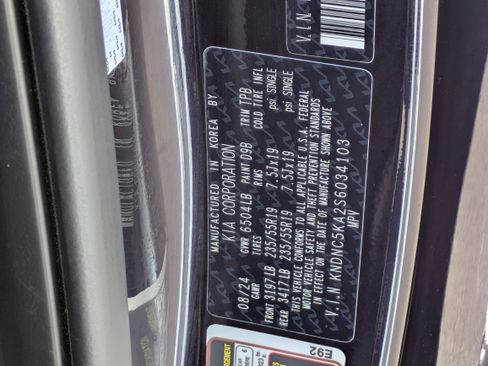 V.I.N
MANUFACTURED IN KOREA BY
KIA CORPORATION
08/24 GVWR 6504LB PAINT D9B TRIM TPB
GAWR TIRES RIMS COLD TIRE INFL
FRONT 3197LB 235/55R19 7.5Jx19 psi SINGLE
REAR 3417LB 235/55R19 7.5Jx19 psi SINGLE
THIS VEHICLE CONFORMS TO ALL APPLICABLE U.S.A. FEDERAL
MOTOR VEHICLE SAFETY AND THEFT PREVENTION STANDARDS
IN EFFECT ON THE DATE OF MANUFACTURE SHOWN ABOVE
V.I.N KNDNC5KA2S6034103
MPV
E92